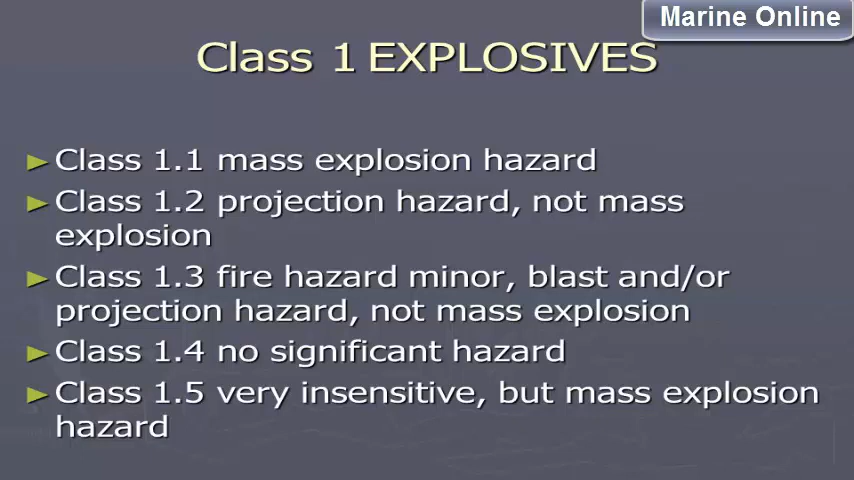 Marine Online
Class 1 EXPLOSIVES
► Class 1.1 mass explosion hazard
► Class 1.2 projection hazard, not mass
explosion
► Class 1.3 fire hazard minor, blast and/or
projection hazard, not mass explosion
► Class 1.4 no significant hazard
► Class 1.5 very insensitive, but mass explosion
hazard